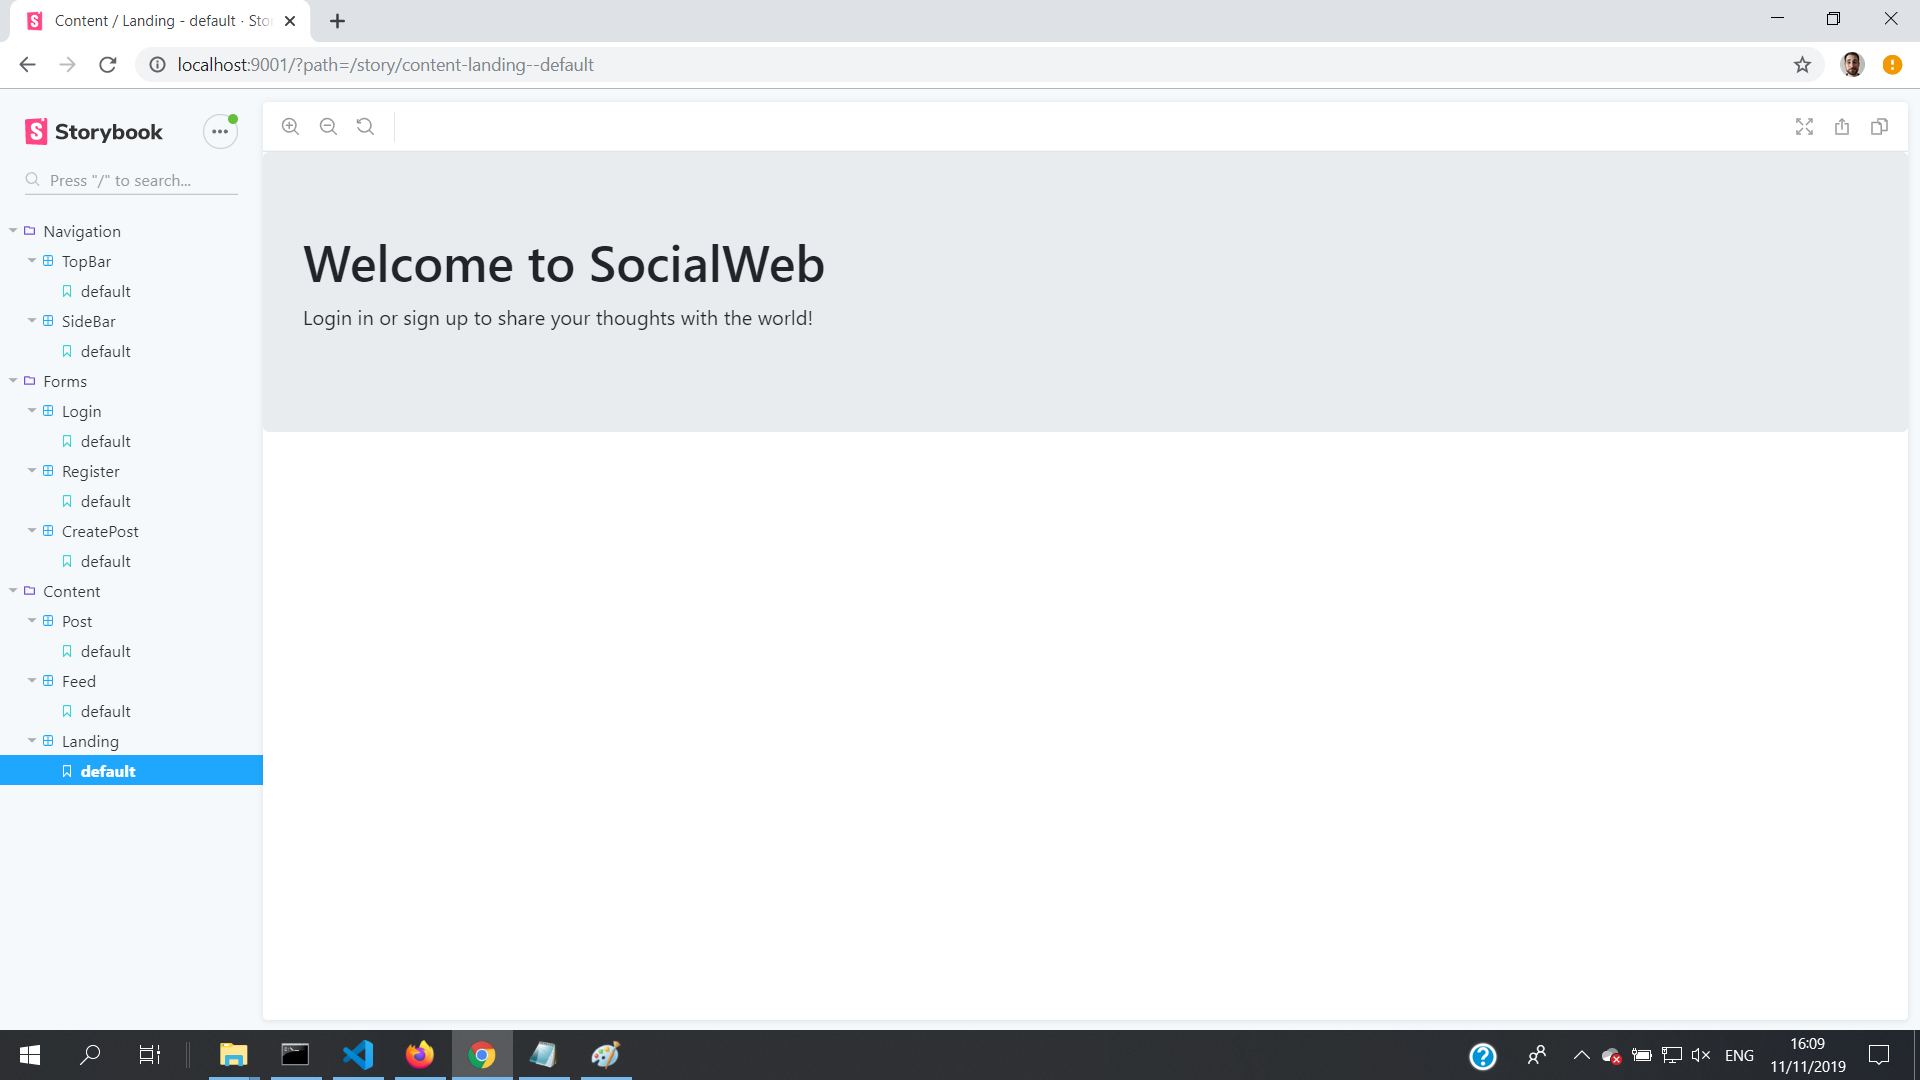 Content / Landing - default · Sto
localhost:9001/?path=/story/content-landing--default
Storybook
Press "/" to search...
Navigation
TopBar
default
SideBar
default
Forms
Login
default
Register
default
CreatePost
default
Content
Post
default
Feed
default
Landing
default
Welcome to SocialWeb
Login in or sign up to share your thoughts with the world!
ENG
16:09
11/11/2019